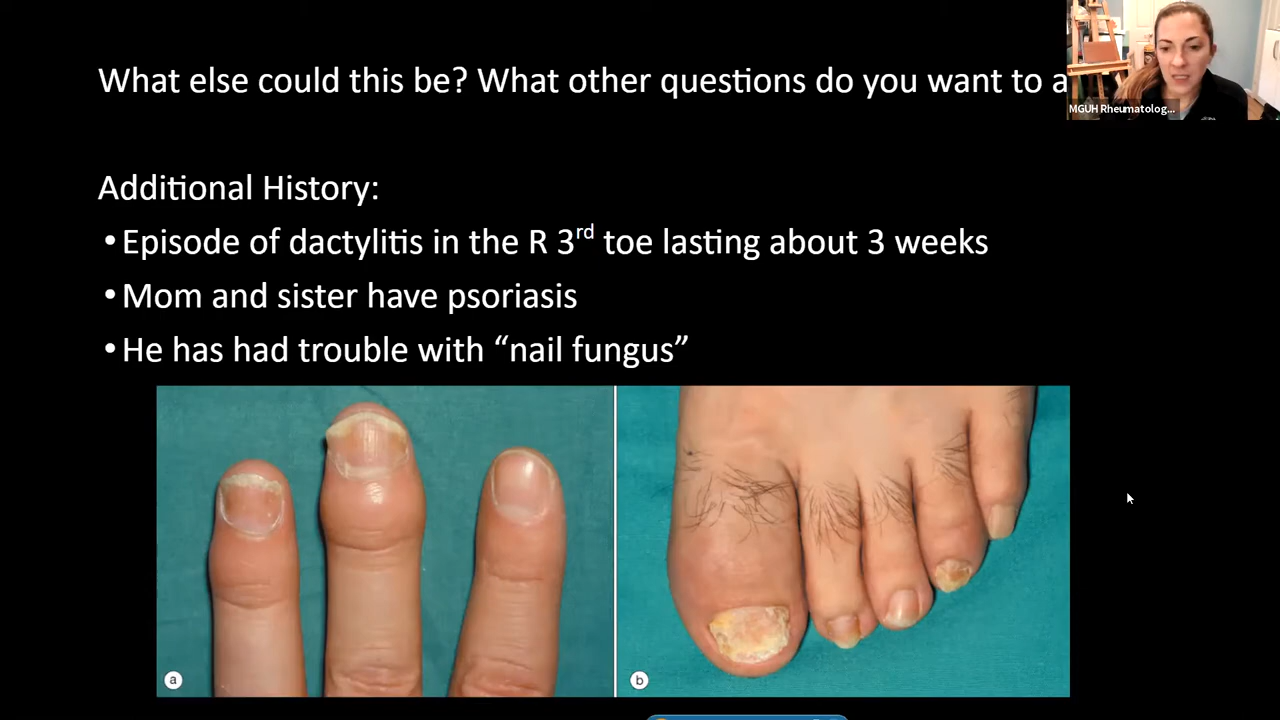 What else could this be? What other questions do you want to a
MGUH Rheumatolog...
Additional History:
•Episode of dactylitis in the R 3rd toe lasting about 3 weeks
•Mom and sister have psoriasis
•He has had trouble with “nail fungus”
a
b